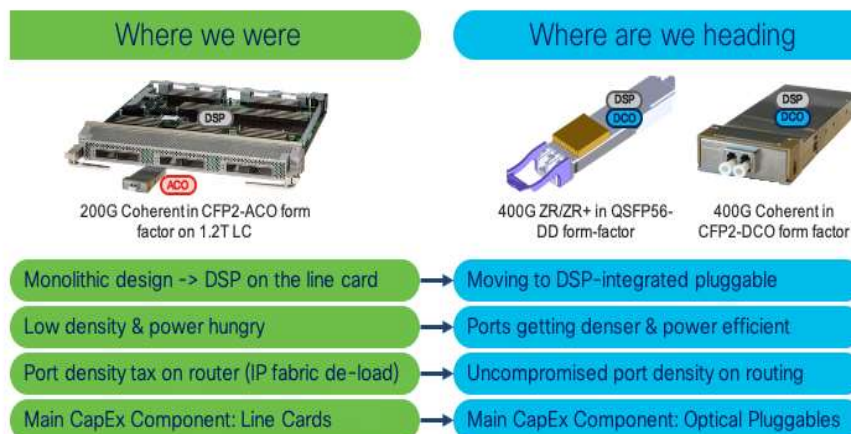 Where we were
Where are we heading
DSP
ACO
DSP
DCO
DSP
DCO
200G Coherent in CFP2-ACO form
factor on 1.2T LC
400G ZR/ZR+ in QSFP56-
DD form-factor
400G Coherent in
CFP2-DCO form factor
Monolithic design -> DSP on the line card
Moving to DSP-integrated pluggable
Low density & power hungry
Ports getting denser & power efficient
Port density tax on router (IP fabric de-load)
Uncompromised port density on routing
Main CapEx Component: Line Cards
Main CapEx Component: Optical Pluggables